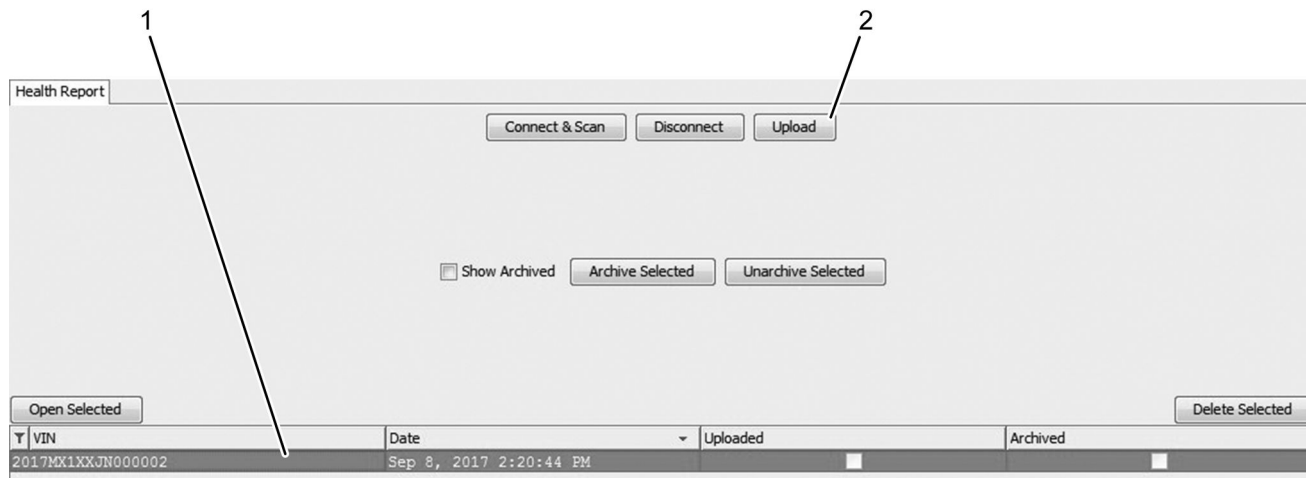 1 2
Health Report
Connect & Scan Disconnect Upload
Show Archived Archive Selected Unarchive Selected
Open Selected Delete Selected
VIN Date Uploaded Archived
2017MX1XXJN000002 Sep 8, 2017 2:20:44 PM